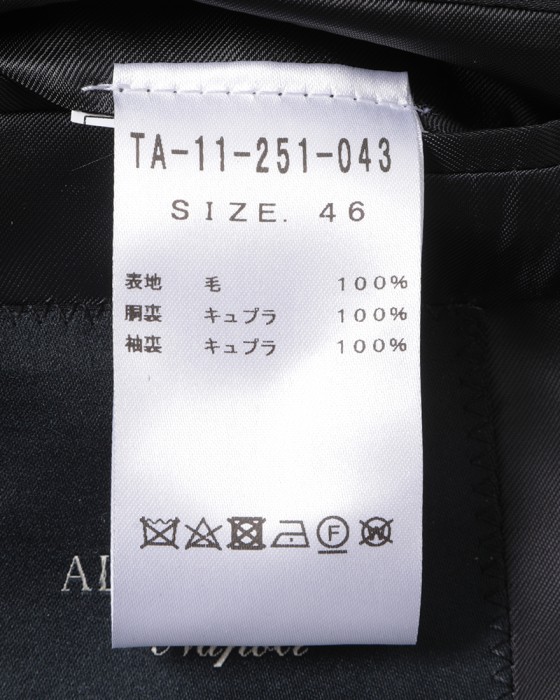 TA-11-251-043
SIZE. 46
表地 毛 100%
胴裏 キュプラ 100%
袖裏 キュプラ 100%
F W